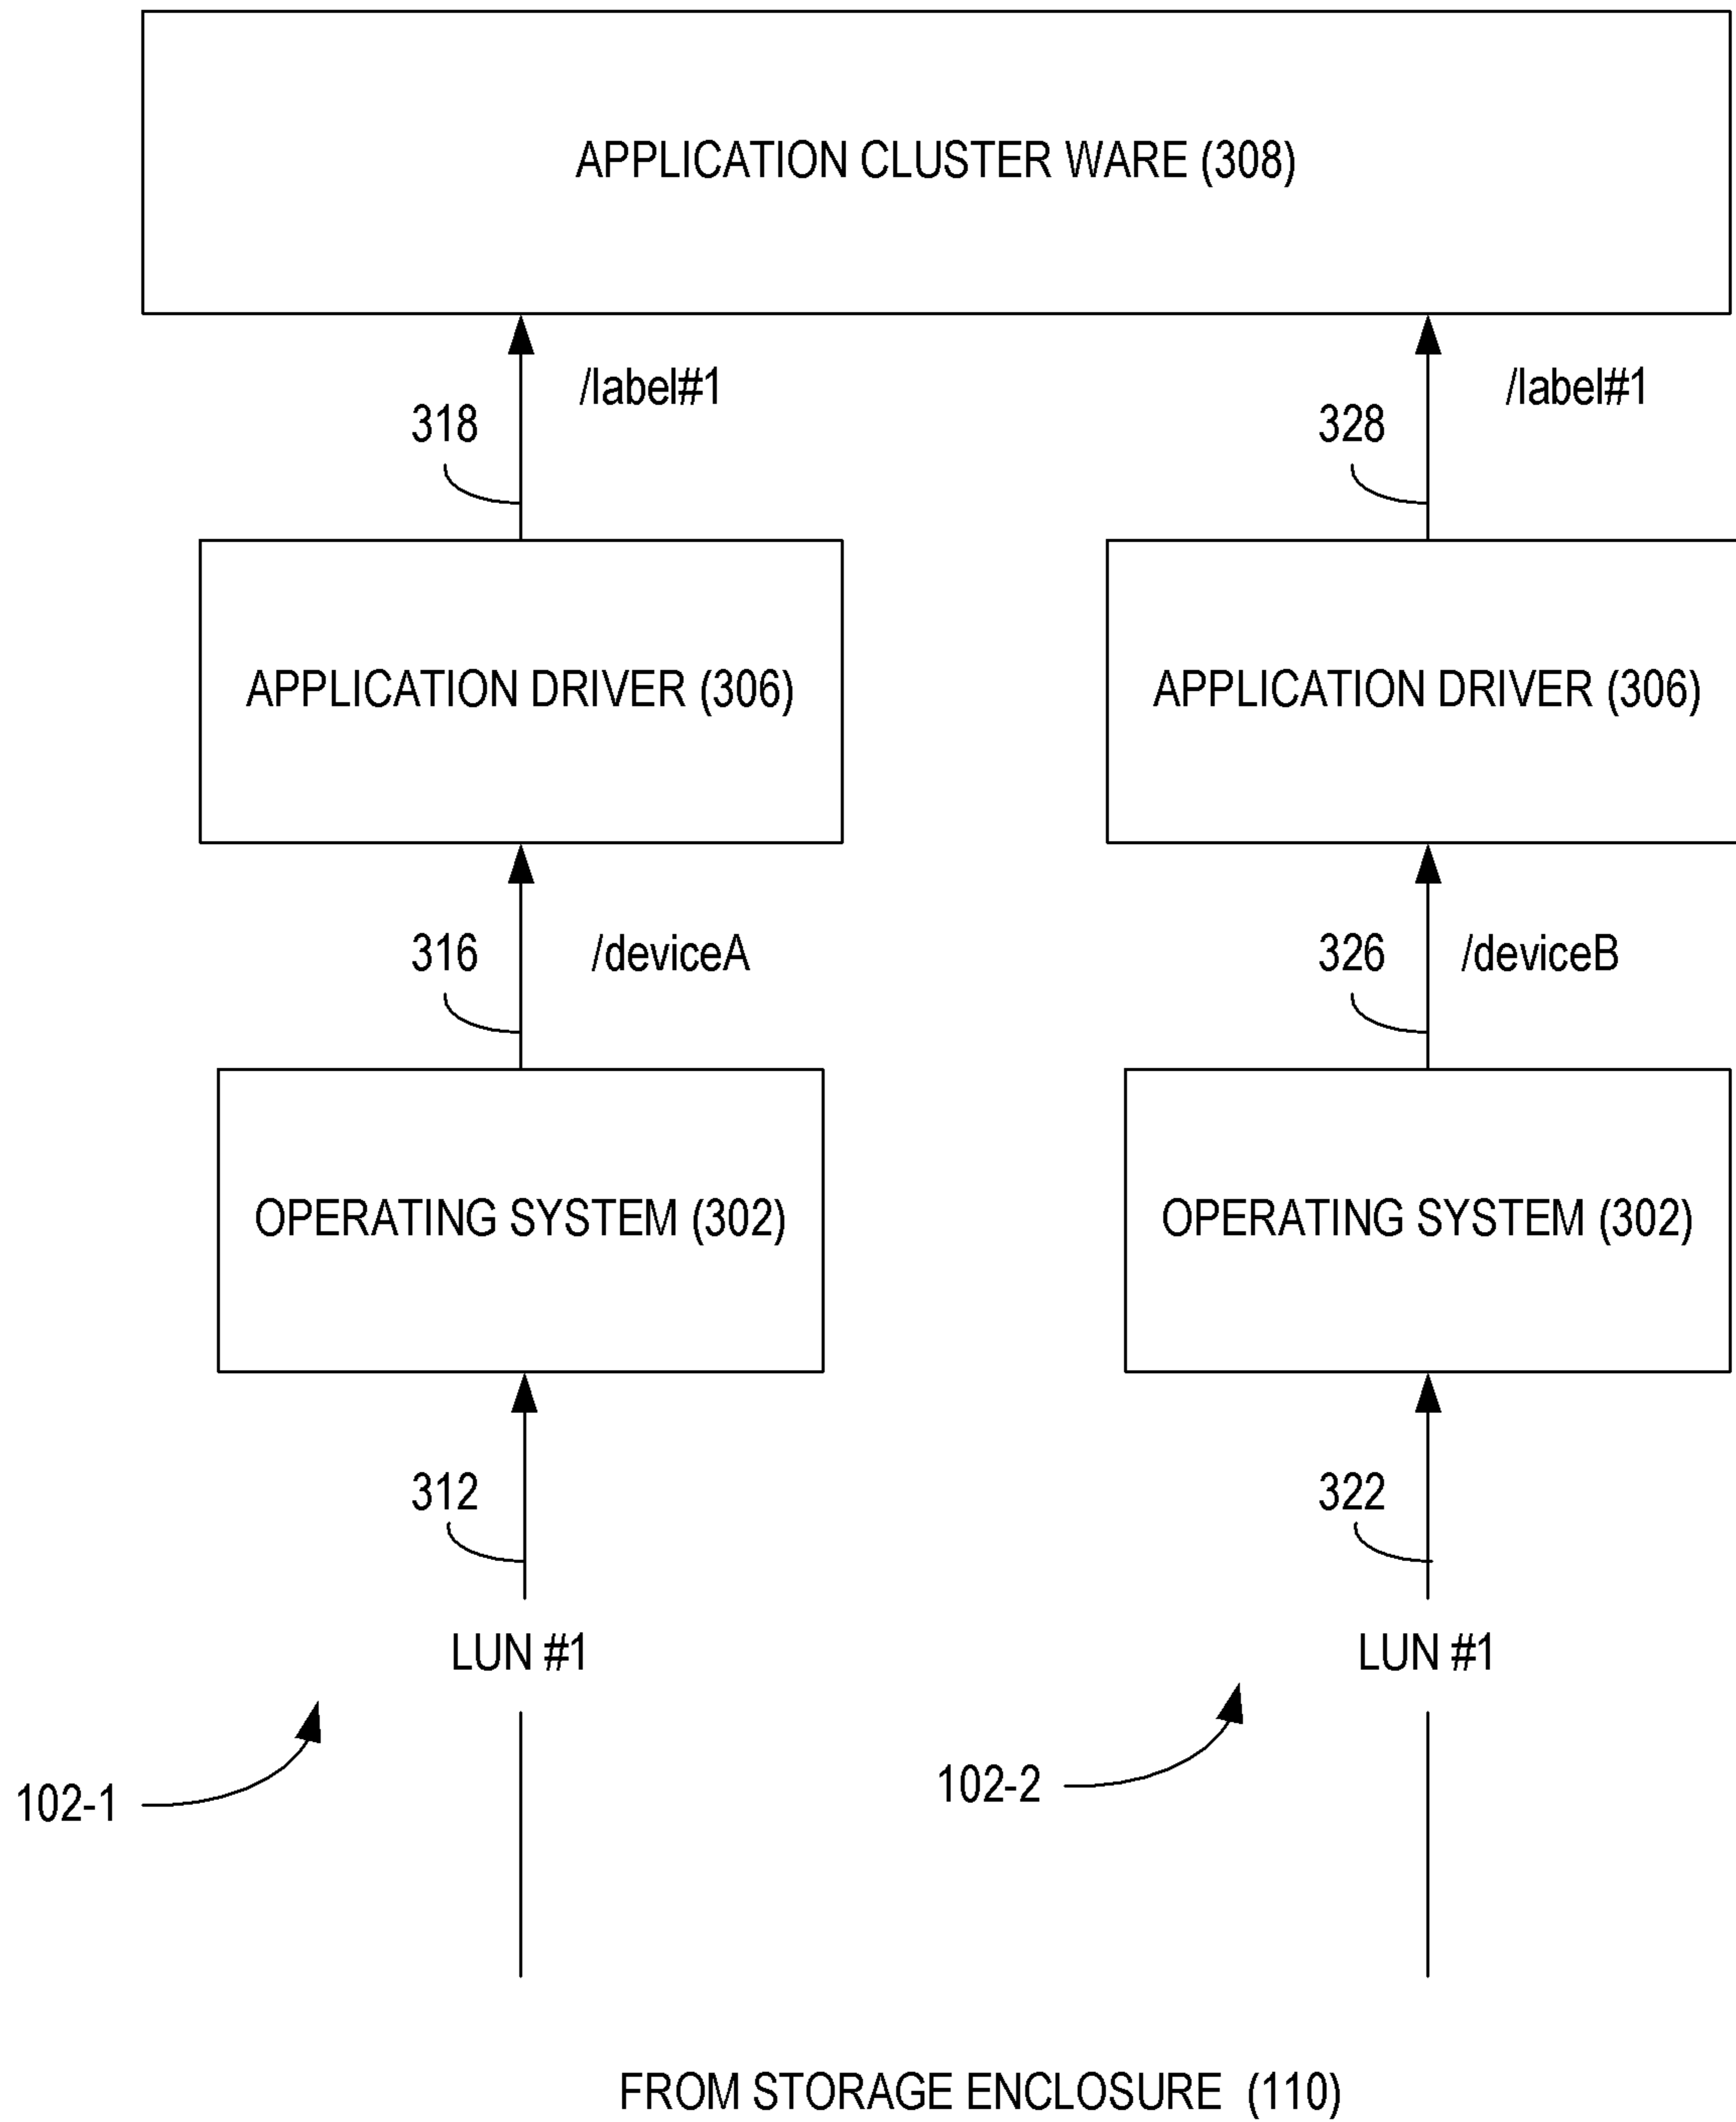 APPLICATION CLUSTER WARE (308)
/label#1
/label#1
318
328
APPLICATION DRIVER (306)
APPLICATION DRIVER (306)
316
/deviceA
326
/deviceB
OPERATING SYSTEM (302)
OPERATING SYSTEM (302)
312
322
LUN #1
LUN #1
102-1
102-2
FROM STORAGE ENCLOSURE (110)